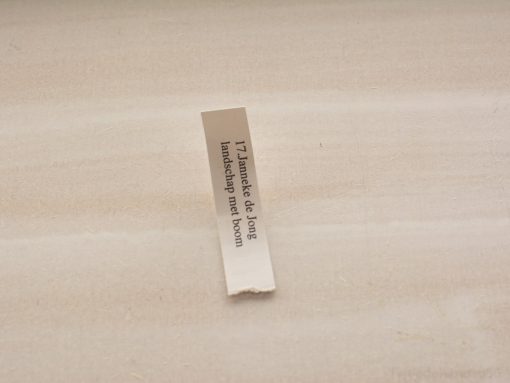 17.Janneke de Jong
landschap met boom